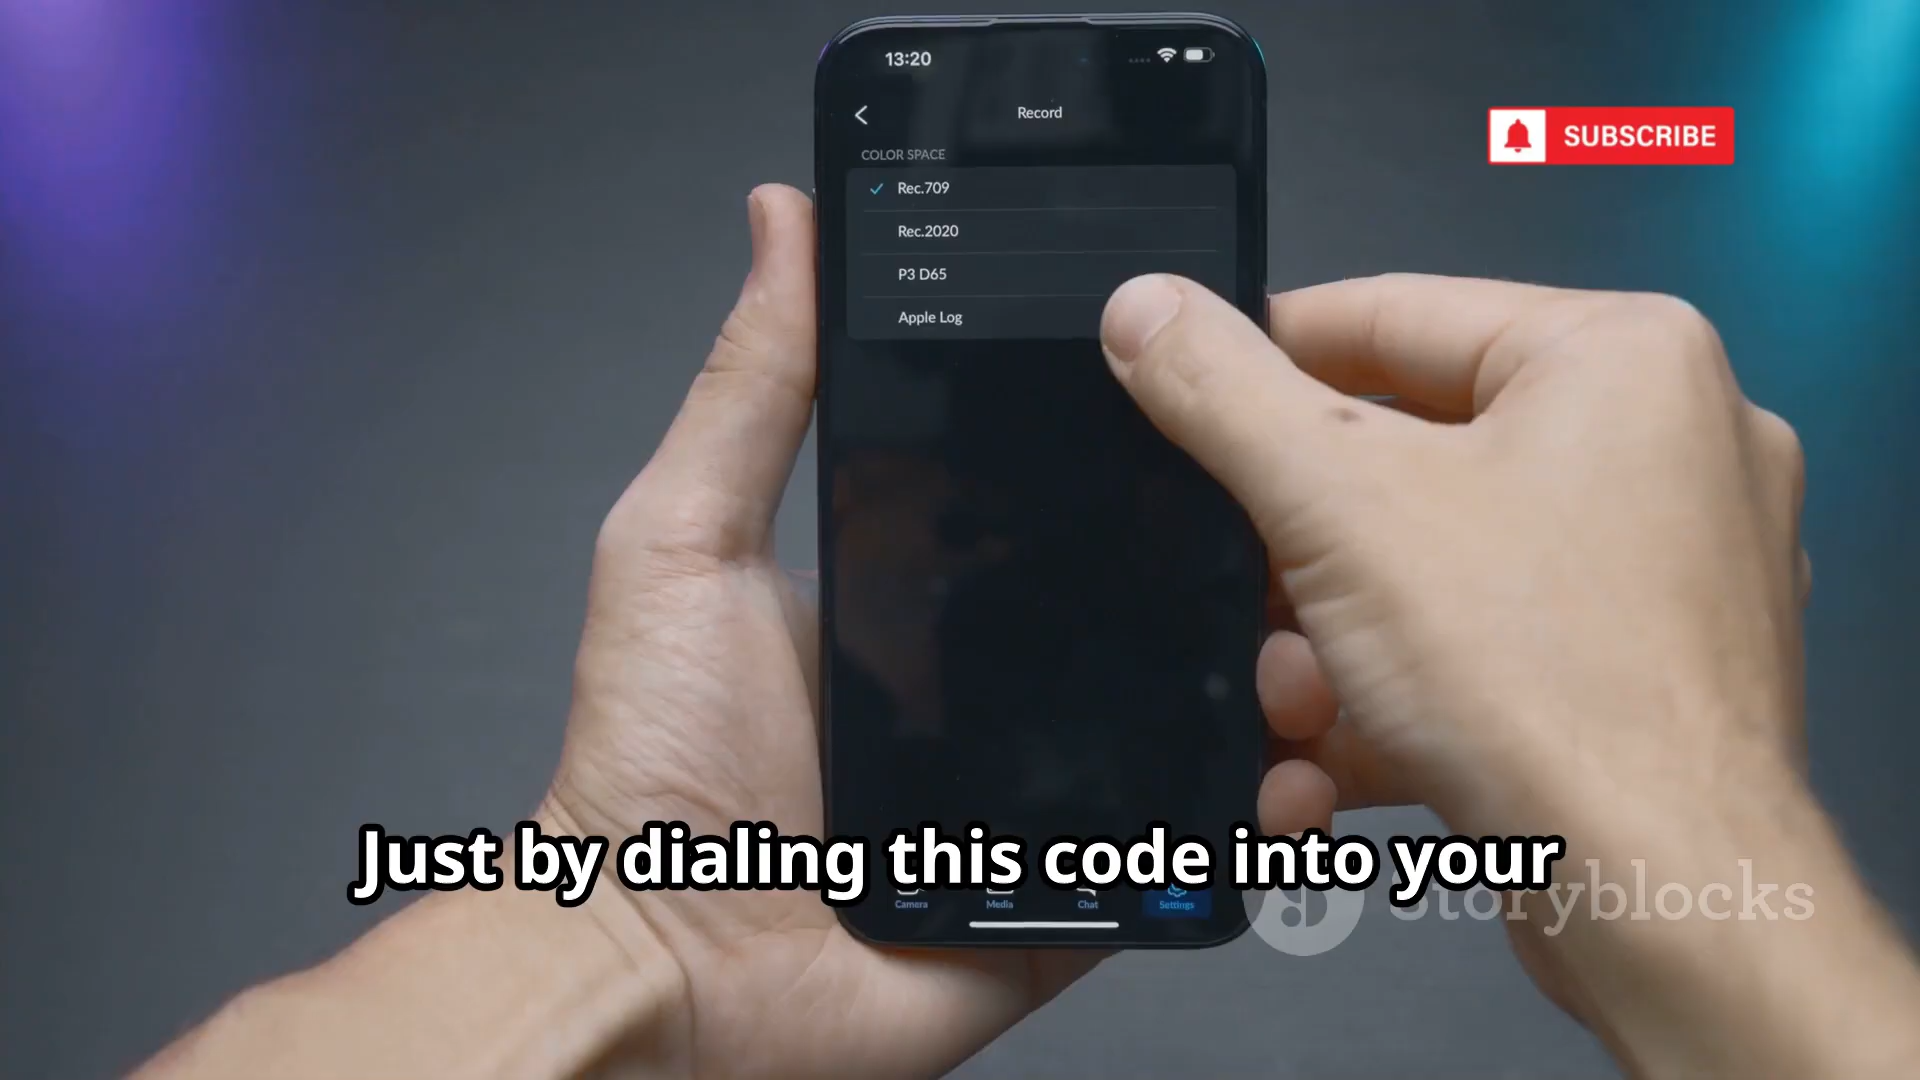 13:20
Record
SUBSCRIBE
COLOR SPACE
Rec.709
Rec.2020
P3 D65
Apple Log
Just by dialing this code into your
Camera
Media
Chat
Settings
Storyblocks